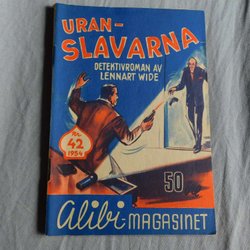 URAN-
SLAVARNA
DETEKTIVROMAN AV
LENNART WIDE
Nr
42
1954
50
Alibi-MAGASINET